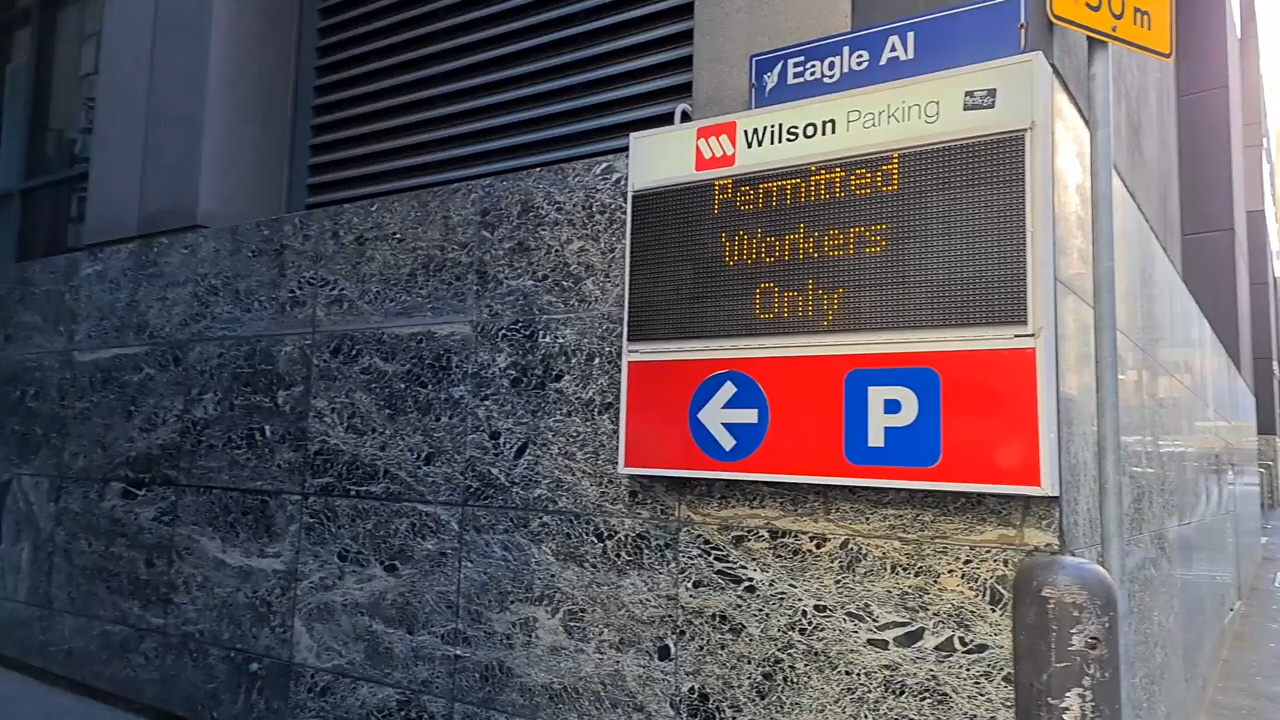 Eagle Al
Wilson Parking
Permitted
Workers
Only
P